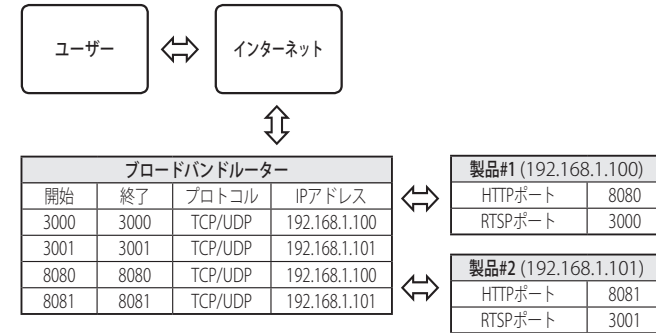 ユーザー
インターネット
ブロードバンドルーター
開始 終了 プロトコル IPアドレス
3000 3000 TCP/UDP 192.168.1.100
3001 3001 TCP/UDP 192.168.1.101
8080 8080 TCP/UDP 192.168.1.100
8081 8081 TCP/UDP 192.168.1.101
製品#1 (192.168.1.100)
HTTPポート 8080
RTSPポート 3000
製品#2 (192.168.1.101)
HTTPポート 8081
RTSPポート 3001